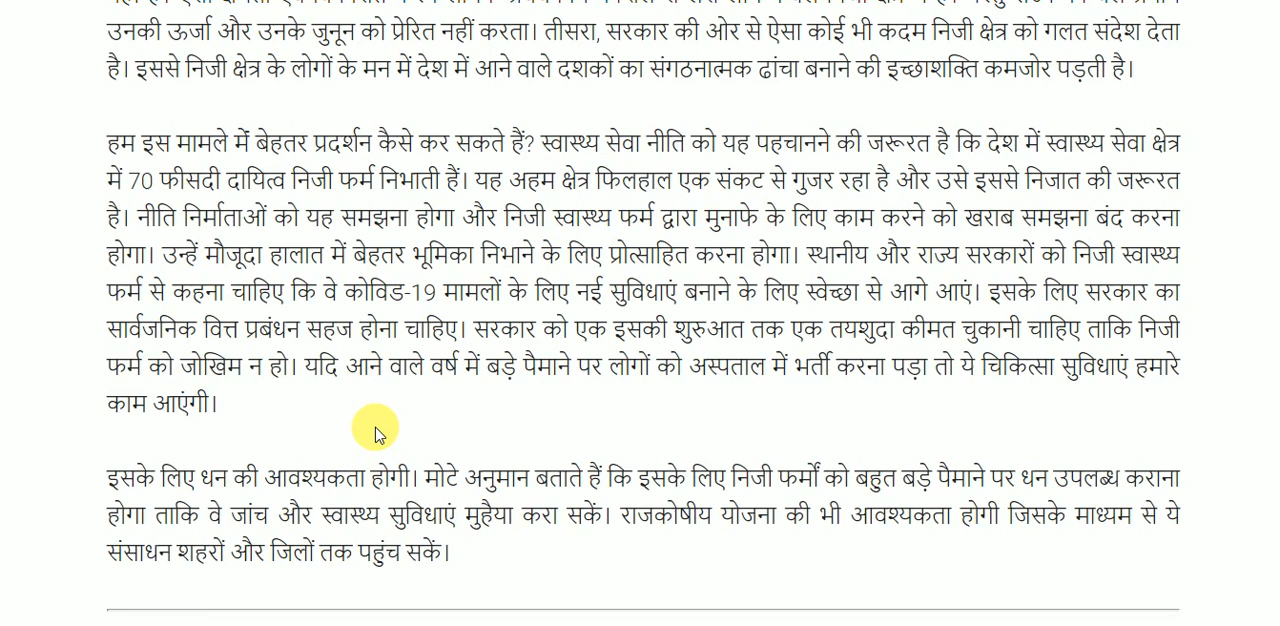 उनकी ऊर्जा और उनके जुनून को प्रेरित नहीं करता। तीसरा, सरकार की ओर से ऐसा कोई भी कदम निजी क्षेत्र को गलत संदेश देता
है। इससे निजी क्षेत्र के लोगों के मन में देश में आने वाले दशकों का संगठनात्मक ढांचा बनाने की इच्छाशक्ति कमजोर पड़ती है।
हम इस मामले में बेहतर प्रदर्शन कैसे कर सकते हैं? स्वास्थ्य सेवा नीति को यह पहचानने की जरूरत है कि देश में स्वास्थ्य सेवा क्षेत्र
में 70 फीसदी दायित्व निजी फर्म निभाती हैं। यह अहम क्षेत्र फिलहाल एक संकट से गुजर रहा है और उसे इससे निजात की जरूरत
है। नीति निर्माताओं को यह समझना होगा और निजी स्वास्थ्य फर्म द्वारा मुनाफे के लिए काम करने को खराब समझना बंद करना
होगा। उन्हें मौजूदा हालात में बेहतर भूमिका निभाने के लिए प्रोत्साहित करना होगा। स्थानीय और राज्य सरकारों को निजी स्वास्थ्य
फर्म से कहना चाहिए कि वे कोविड-19 मामलों के लिए नई सुविधाएं बनाने के लिए स्वेच्छा से आगे आएं। इसके लिए सरकार का
सार्वजनिक वित्त प्रबंधन सहज होना चाहिए। सरकार को एक इसकी शुरुआत तक एक तयशुदा कीमत चुकानी चाहिए ताकि निजी
फर्म को जोखिम न हो। यदि आने वाले वर्ष में बड़े पैमाने पर लोगों को अस्पताल में भर्ती करना पड़ा तो ये चिकित्सा सुविधाएं हमारे
काम आएंगी।
इसके लिए धन की आवश्यकता होगी। मोटे अनुमान बताते हैं कि इसके लिए निजी फर्मों को बहुत बड़े पैमाने पर धन उपलब्ध कराना
होगा ताकि वे जांच और स्वास्थ्य सुविधाएं मुहैया करा सकें। राजकोषीय योजना की भी आवश्यकता होगी जिसके माध्यम से ये
संसाधन शहरों और जिलों तक पहुंच सकें।